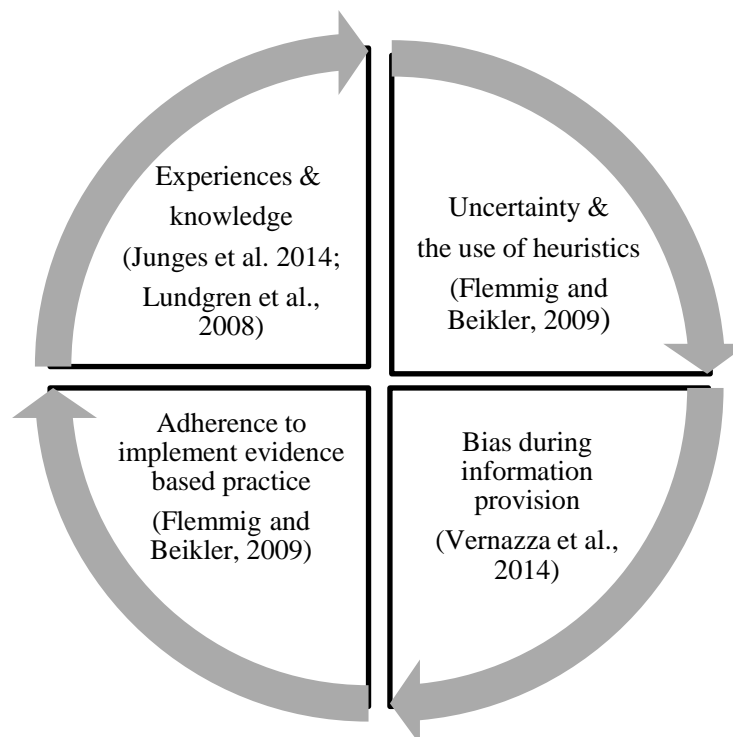 Experiences &
knowledge
(Junges et al. 2014;
Lundgren et al.,
2008)
Uncertainty &
the use of heuristics
(Flemmig and
Beikler, 2009)
Adherence to
implement evidence
based practice
(Flemmig and
Beikler, 2009)
Bias during
information
provision
(Vernazza et al.,
2014)